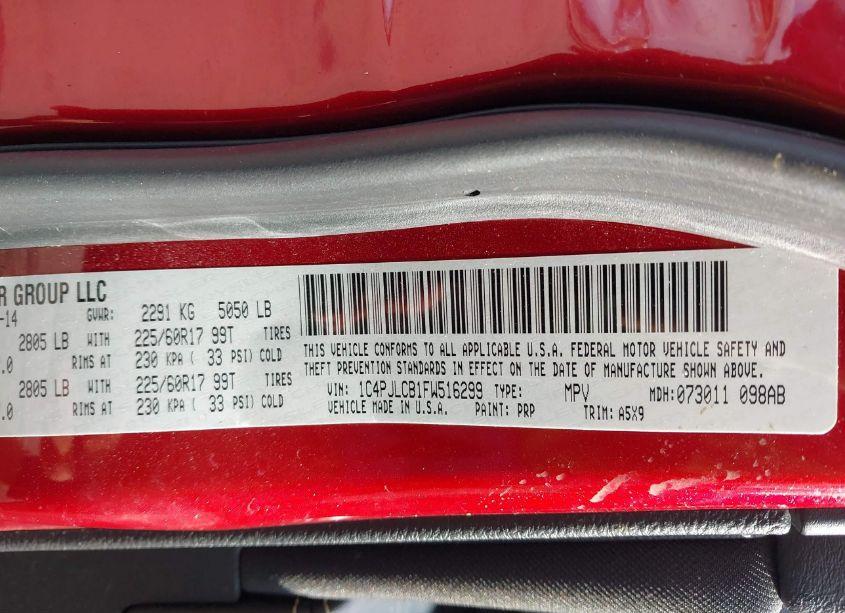 R GROUP LLC
-14 GVWR: 2291 KG 5050 LB
2805 LB WITH 225/60R17 99T TIRES
.0 RIMS AT 230 KPA ( 33 PSI) COLD
2805 LB WITH 225/60R17 99T TIRES
.0 RIMS AT 230 KPA ( 33 PSI) COLD
THIS VEHICLE CONFORMS TO ALL APPLICABLE U.S.A. FEDERAL MOTOR VEHICLE SAFETY AND
THEFT PREVENTION STANDARDS IN EFFECT ON THE DATE OF MANUFACTURE SHOWN ABOVE.
VIN: 1C4PJLCB1FW516299 TYPE: MPV MDH: 073011 098AB
VEHICLE MADE IN U.S.A. PAINT: PRP TRIM: A5X9